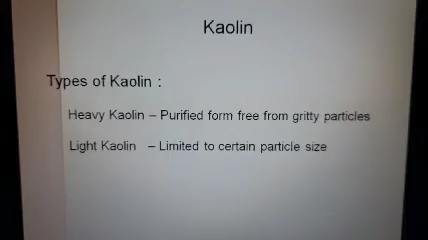 Kaolin
Types of Kaolin :
Heavy Kaolin – Purified form free from gritty particles
Light Kaolin – Limited to certain particle size